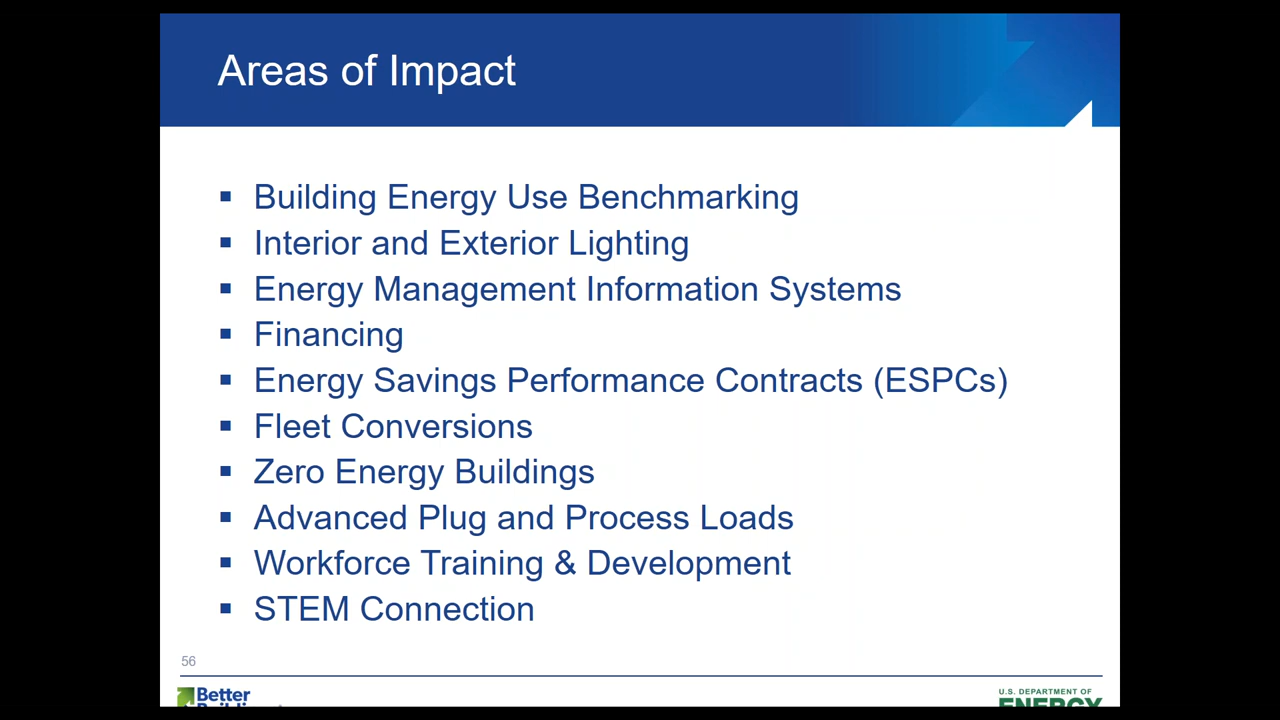 Areas of Impact
▪ Building Energy Use Benchmarking
▪ Interior and Exterior Lighting
▪ Energy Management Information Systems
▪ Financing
▪ Energy Savings Performance Contracts (ESPCs)
▪ Fleet Conversions
▪ Zero Energy Buildings
▪ Advanced Plug and Process Loads
▪ Workforce Training & Development
▪ STEM Connection
56
Better
U.S. DEPARTMENT OF
ENERGY